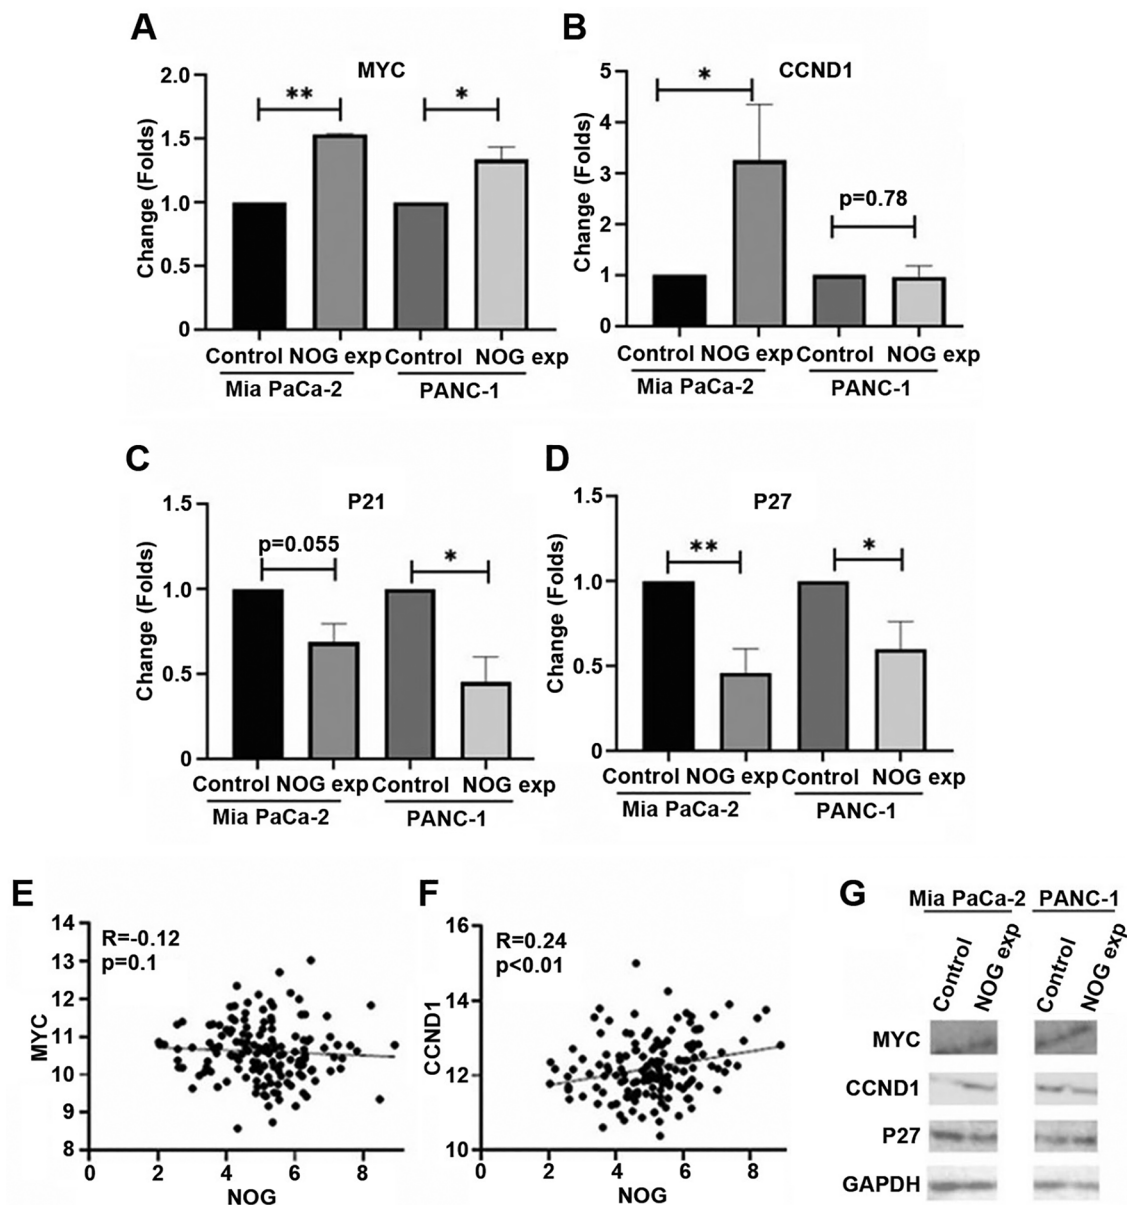 A
MYC
Change (Folds)
2.0
1.5
1.0
0.5
0
**
*
Control NOG exp Control NOG exp
Mia PaCa-2 PANC-1
B
CCND1
Change (Folds)
5
4
3
2
1
0
*
p=0.78
Control NOG exp Control NOG exp
Mia PaCa-2 PANC-1
C
P21
Change (Folds)
1.5
1.0
0.5
0
p=0.055
*
Control NOG exp Control NOG exp
Mia PaCa-2 PANC-1
D
P27
Change (Folds)
1.5
1.0
0.5
0
**
*
Control NOG exp Control NOG exp
Mia PaCa-2 PANC-1
E
R=-0.12
p=0.1
MYC
14
13
12
11
10
9
8
0 2 4 6 8
NOG
F
R=0.24
p<0.01
CCND1
16
14
12
10
0 2 4 6 8
NOG
G
Mia PaCa-2 PANC-1
Control NOG exp Control NOG exp
MYC
CCND1
P27
GAPDH